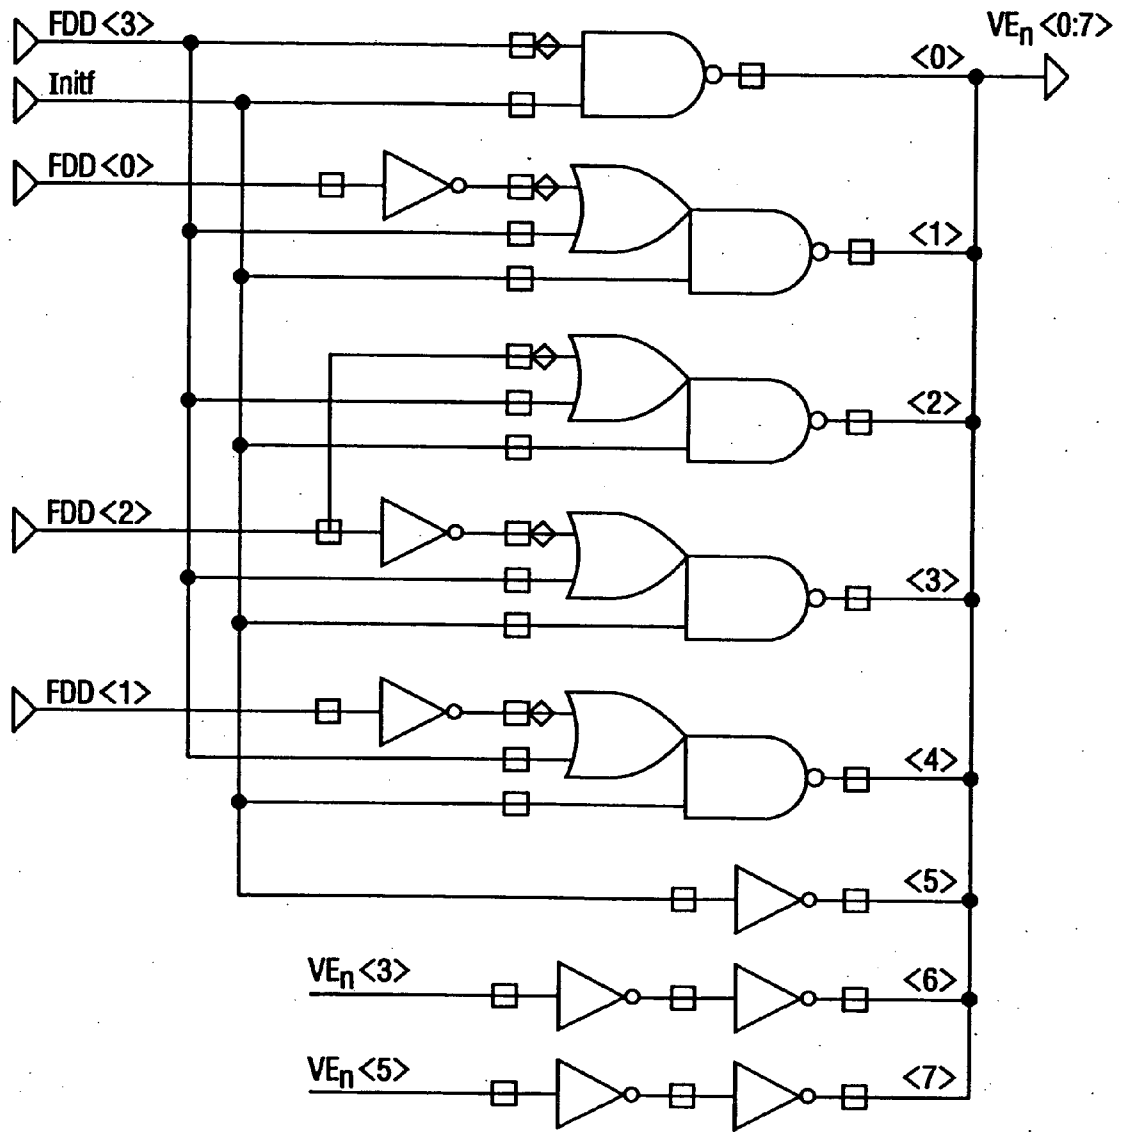 FDD<3>
VEn<0:7>
<0>
Initf
FDD<0>
<1>
<2>
FDD<2>
<3>
FDD<1>
<4>
<5>
VEn<3>
<6>
VEn<5>
<7>